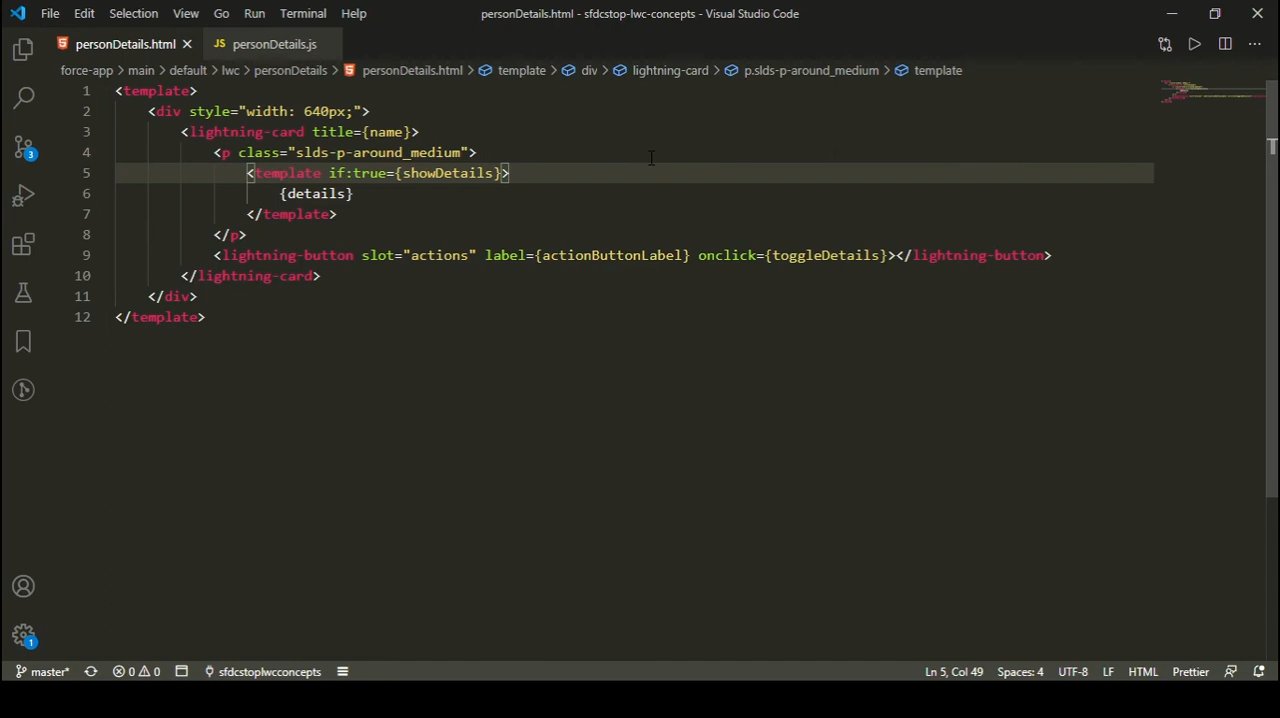 File Edit Selection View Go Run Terminal Help personDetails.html - sfdcstop-lwc-concepts - Visual Studio Code
personDetails.html JS personDetails.js
force-app > main > default > lwc > personDetails > personDetails.html > template > div > lightning-card > p.slds-p-around_medium > template
1 <template>
2 <div style="width: 640px;">
3 <lightning-card title={name}>
4 <p class="slds-p-around_medium">
5 <template if:true={showDetails}>
6 {details}
7 </template>
8 </p>
9 <lightning-button slot="actions" label={actionButtonLabel} onclick={toggleDetails}></lightning-button>
10 </lightning-card>
11 </div>
12 </template>
3
1
master* 0 0 sfdcstoplwcconcepts Ln 5, Col 49 Spaces: 4 UTF-8 LF HTML Prettier